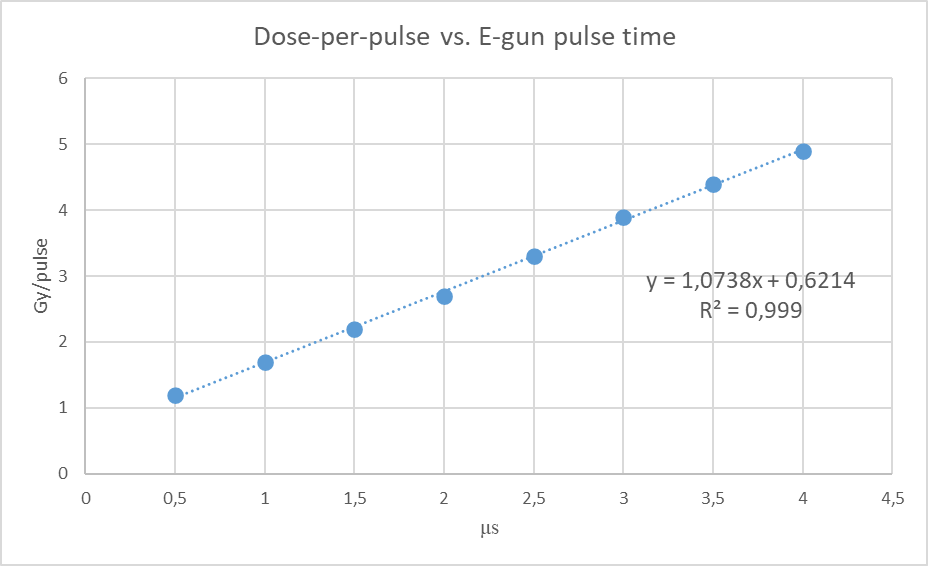 Dose-per-pulse vs. E-gun pulse time
Gy/pulse
6
5
4
3
2
1
0
y = 1,0738x + 0,6214
R² = 0,999
0 0,5 1 1,5 2 2,5 3 3,5 4 4,5
μs